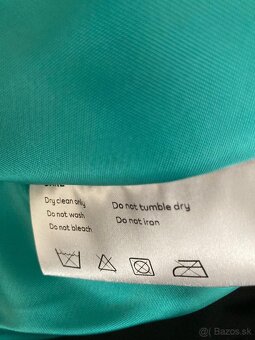 Dry clean only
Do not wash
Do not bleach
Do not tumble dry
Do not iron
Bazos.sk